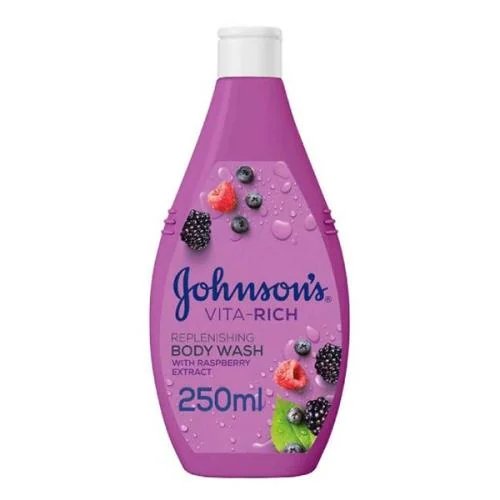 Johnson's®
VITA-RICH
REPLENISHING
BODY WASH
WITH RASPBERRY
EXTRACT
250ml